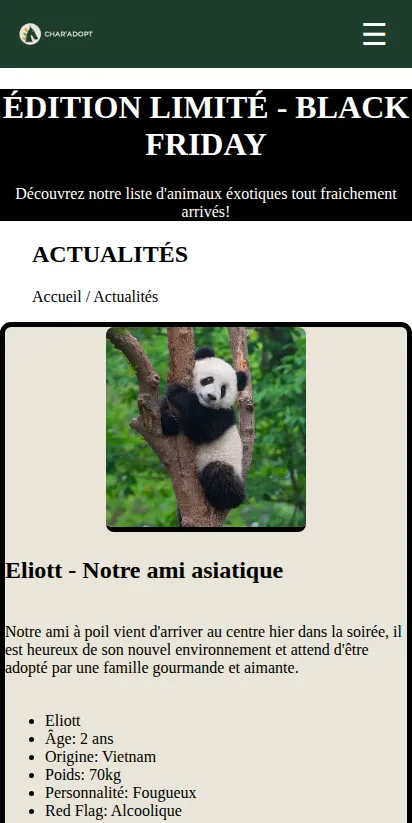 CHAR'ADOPT
☰
ÉDITION LIMITÉ - BLACK
FRIDAY
Découvrez notre liste d'animaux éxotiques tout fraichement
arrivés!
ACTUALITÉS
Accueil / Actualités
Eliott - Notre ami asiatique
Notre ami à poil vient d'arriver au centre hier dans la soirée, il
est heureux de son nouvel environnement et attend d'être
adopté par une famille gourmande et aimante.
• Eliott
• Âge: 2 ans
• Origine: Vietnam
• Poids: 70kg
• Personnalité: Fougueux
• Red Flag: Alcoolique